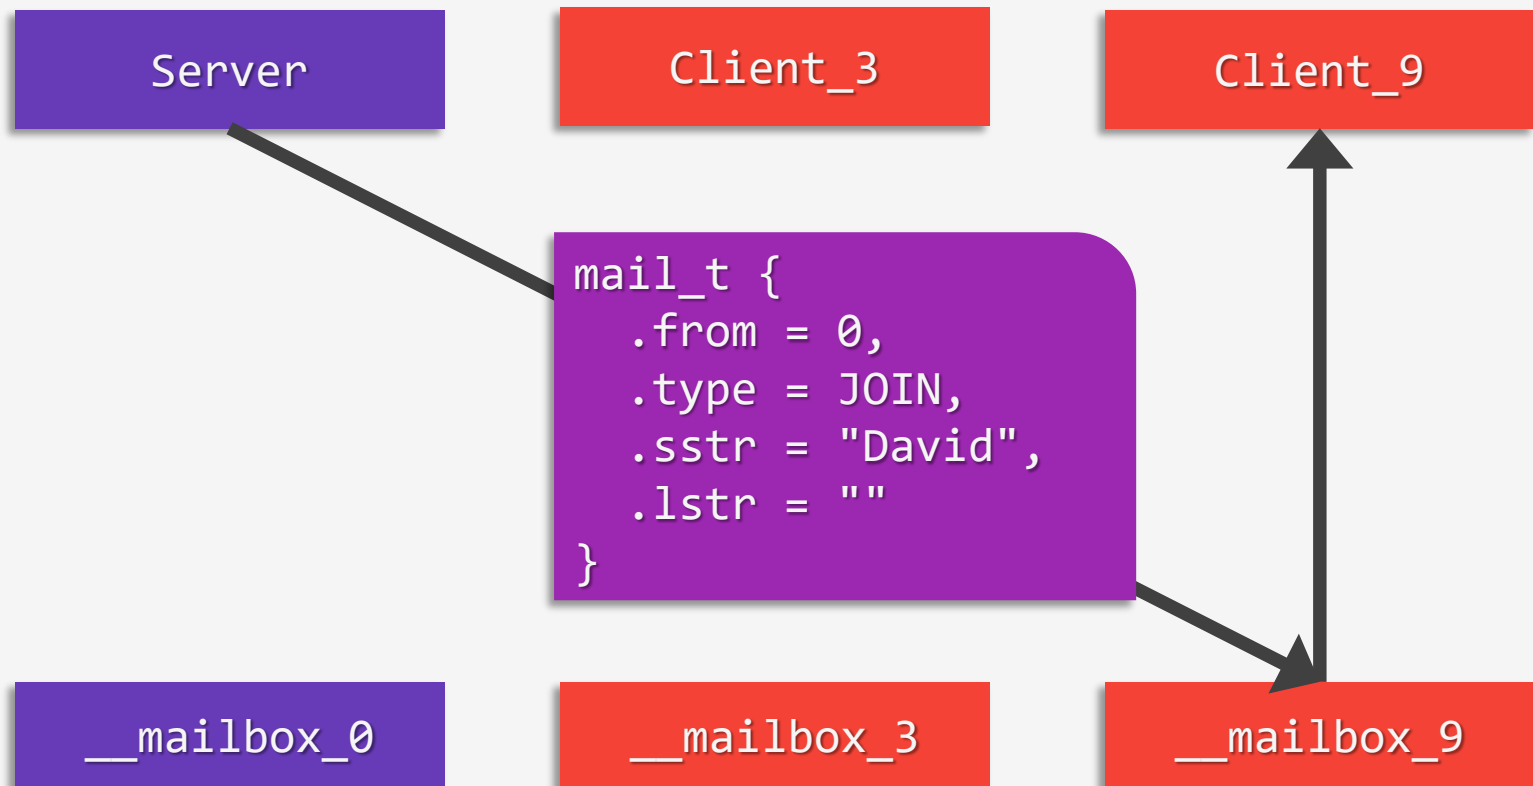 Server
Client_3
Client_9
mail_t {
  .from = 0,
  .type = JOIN,
  .sstr = "David",
  .lstr = ""
}
__mailbox_0
__mailbox_3
__mailbox_9